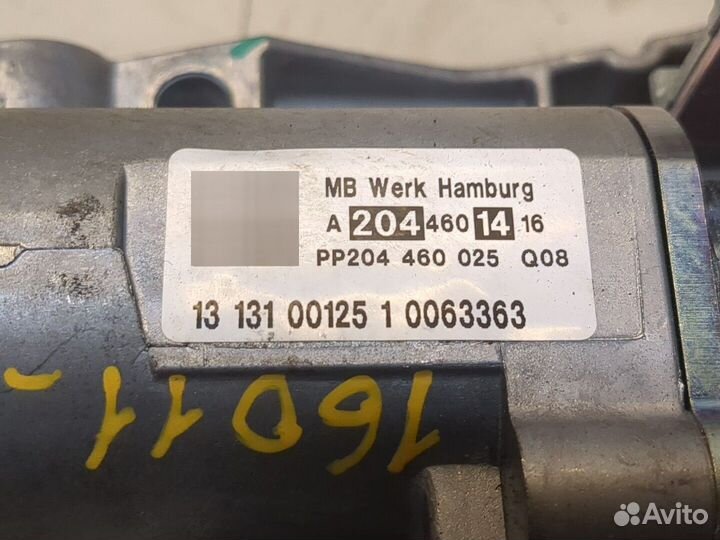 MB Werk Hamburg
A 204 460 14 16
PP204 460 025 Q08
13 131 00125 1 0063363
16011-
Avito